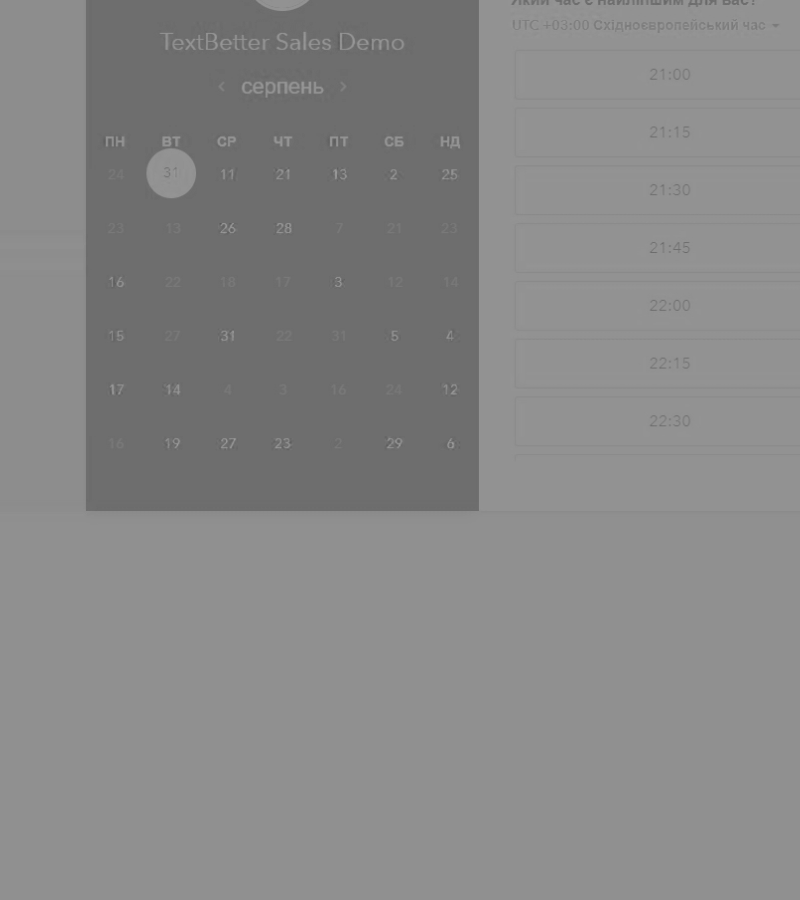 TextBetter Sales Demo
‹ серпень ›
ПН ВТ СР ЧТ ПТ СБ НД
24 31 11 21 13 2 25
23 13 26 28 7 21 23
16 22 18 17 3 12 14
15 27 31 22 31 5 4
17 14 4 3 16 24 12
16 19 27 23 2 29 6
Який час є найліпшим для вас?
UTC +03:00 Східноєвропейський час
21:00
21:15
21:30
21:45
22:00
22:15
22:30